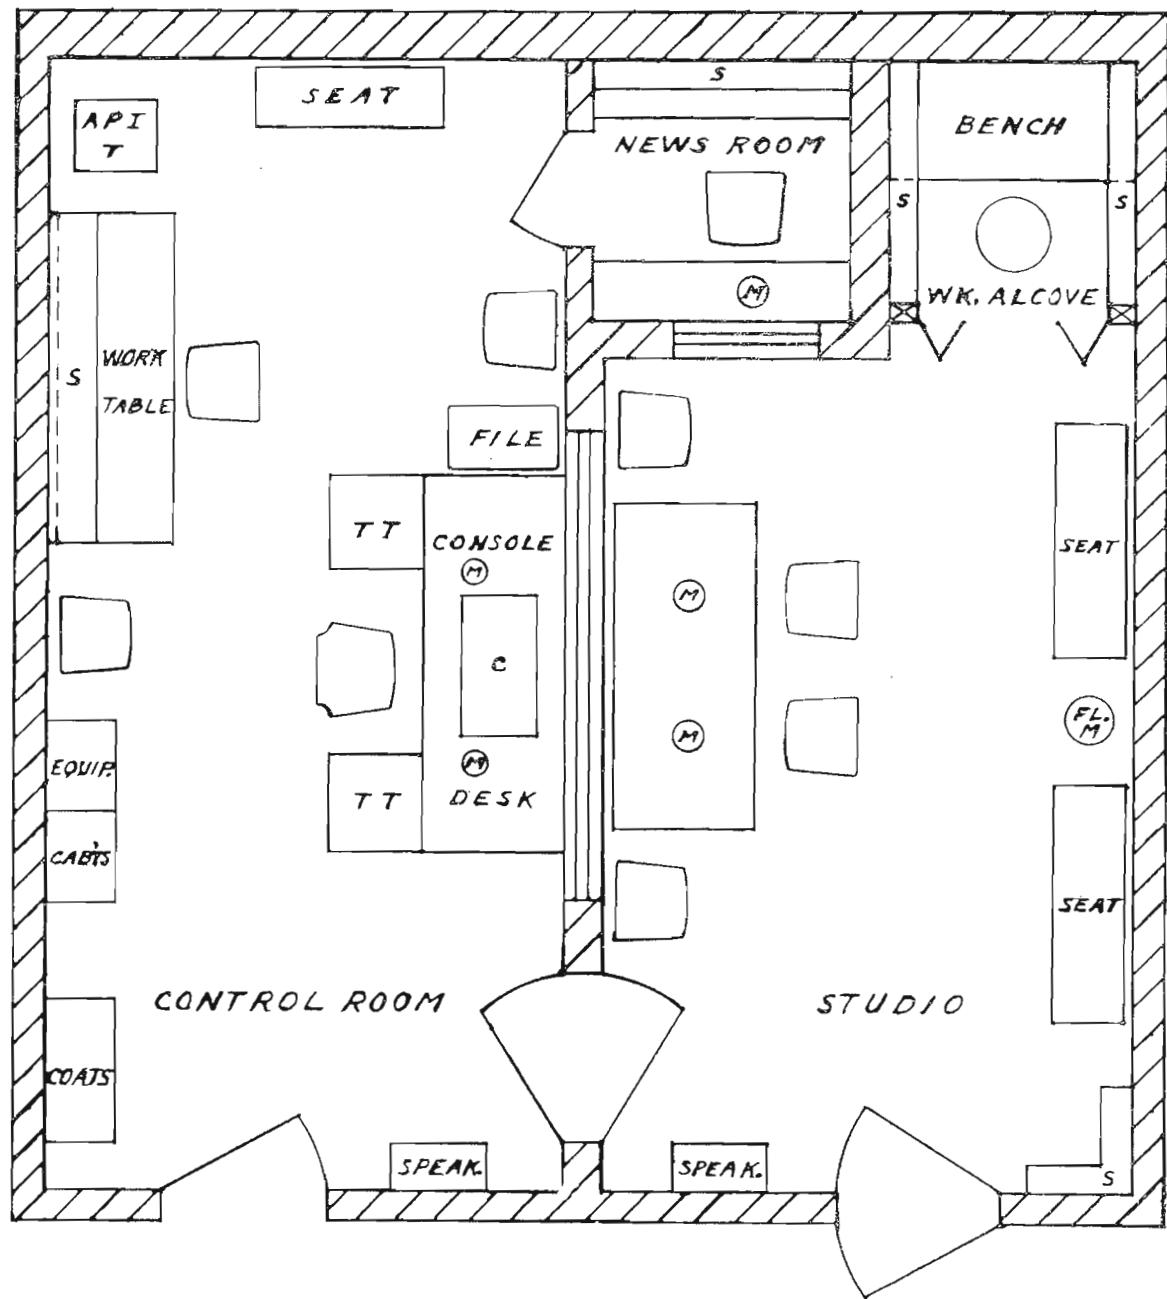 S
SEAT
API
T
BENCH
NEWS ROOM
S
S
M
WK. ALCOVE
WORK
TABLE
S
FILE
TT
CONSOLE
M
C
M
DESK
TT
M
M
SEAT
FL.
M
SEAT
EQUIP.
CAB'TS
CONTROL ROOM
STUDIO
COATS
SPEAK.
SPEAK.
S